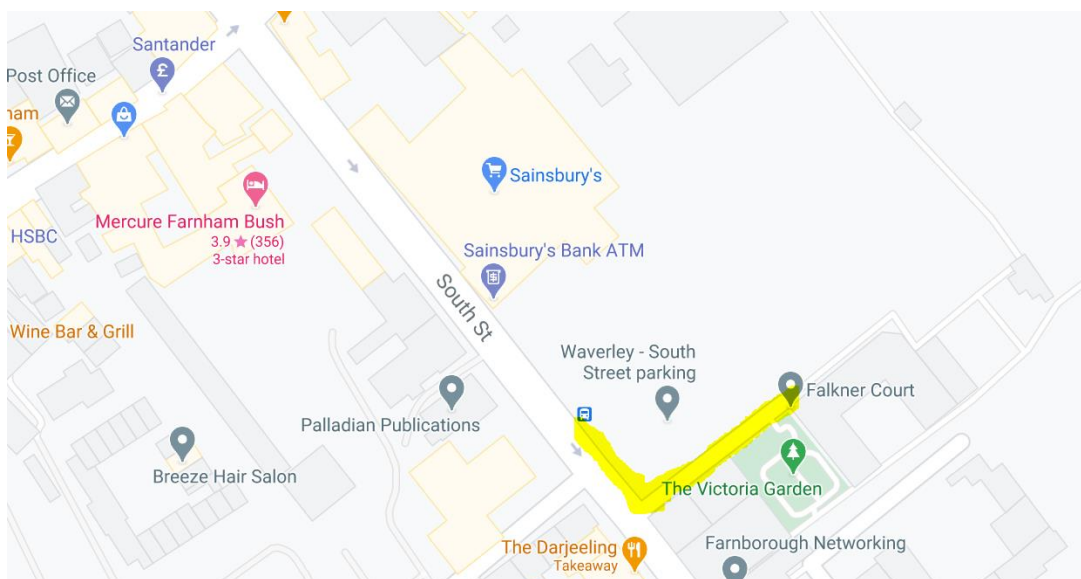 Santander
Post Office
ham
Sainsbury's
Mercure Farnham Bush
3.9 ★ (356)
3-star hotel
HSBC
Sainsbury's Bank ATM
South St
Wine Bar & Grill
Waverley - South
Street parking
Falkner Court
Palladian Publications
Breeze Hair Salon
The Victoria Garden
The Darjeeling
Takeaway
Farnborough Networking